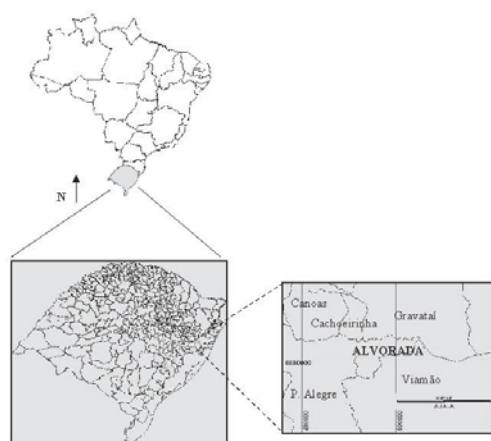 N
Canoas
Cachoeirinha
Gravataí
ALVORADA
Viamão
P. Alegre